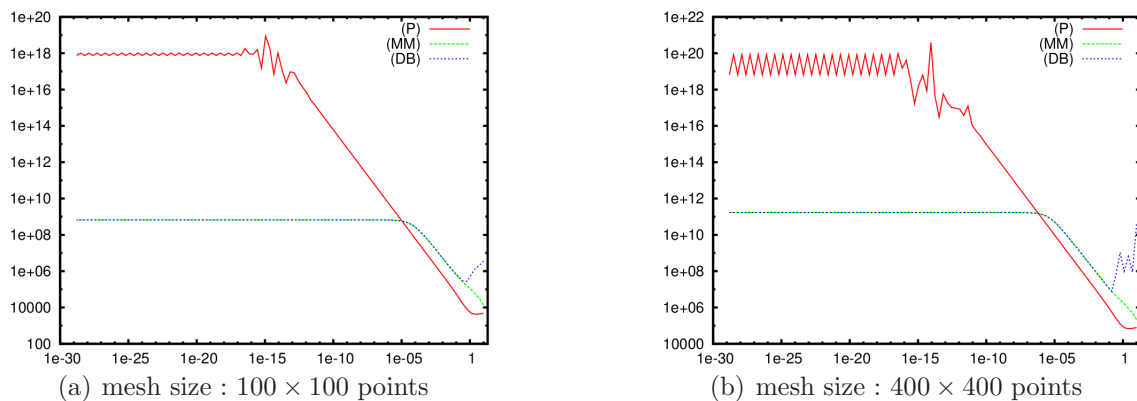 1e+20
1e+18
1e+16
1e+14
1e+12
1e+10
1e+08
1e+06
10000
100
1e-30 1e-25 1e-20 1e-15 1e-10 1e-05 1
(P)
(MM)
(DB)
(a) mesh size : 100 × 100 points
1e+22
1e+20
1e+18
1e+16
1e+14
1e+12
1e+10
1e+08
1e+06
10000
1e-30 1e-25 1e-20 1e-15 1e-10 1e-05 1
(P)
(MM)
(DB)
(b) mesh size : 400 × 400 points